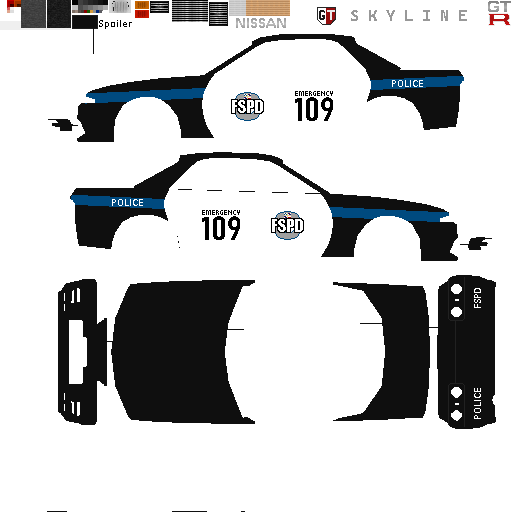 Spoiler
NISSAN
GT SKYLINE
GT
R
POLICE
EMERGENCY
FSPD
109
POLICE
EMERGENCY
109
FSPD
FSPD
POLICE